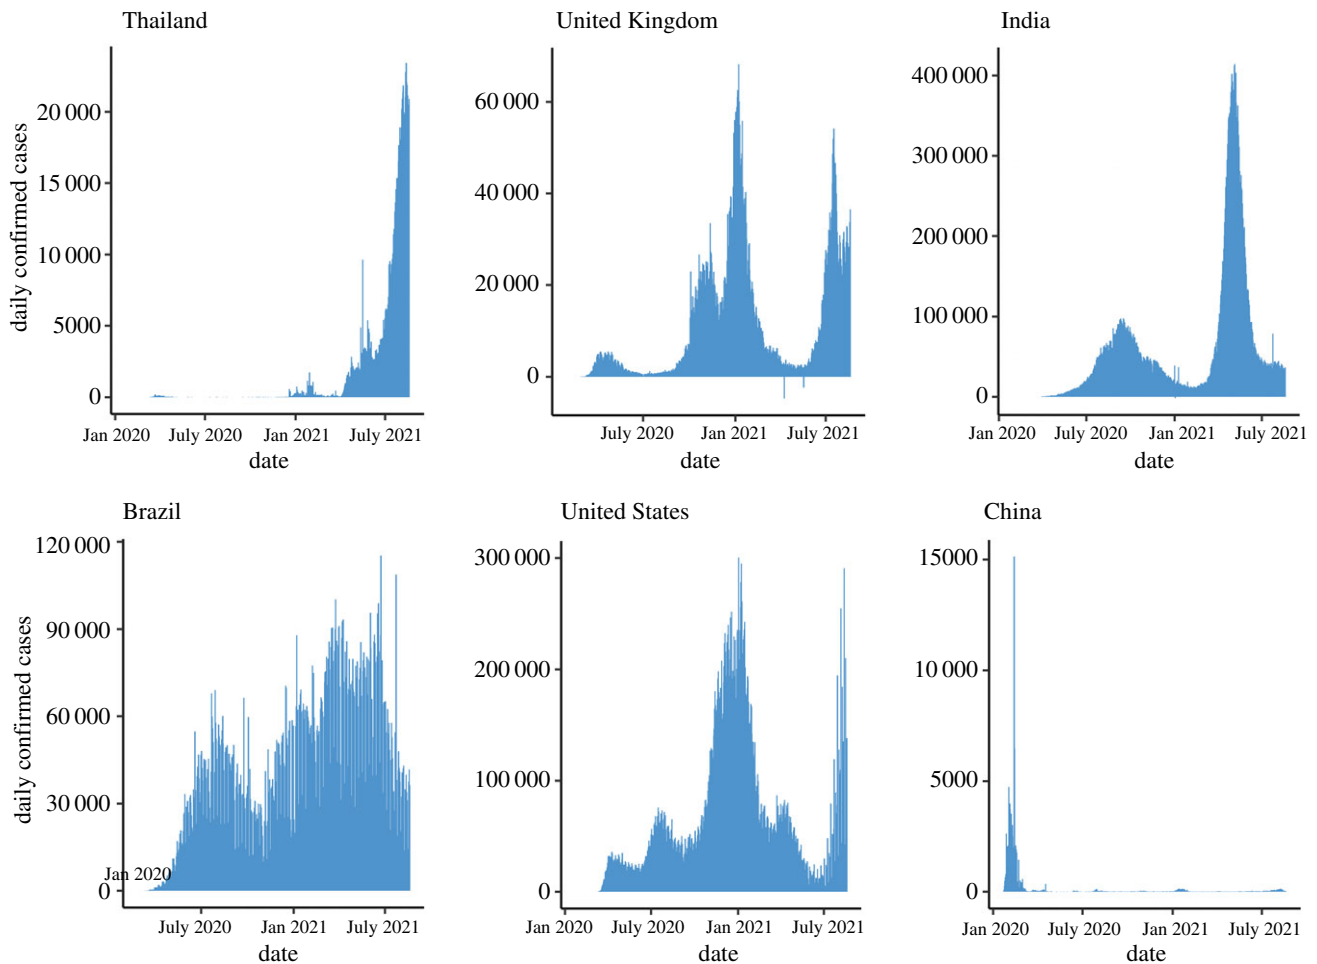 Thailand
United Kingdom
India
daily confirmed cases
20 000
15 000
10 000
5000
0
Jan 2020 July 2020 Jan 2021 July 2021
date
60 000
40 000
20 000
0
July 2020 Jan 2021 July 2021
date
400 000
300 000
200 000
100 000
0
Jan 2020 July 2020 Jan 2021 July 2021
date
Brazil
United States
China
daily confirmed cases
120 000
90 000
60 000
30 000
Jan 2020
0
July 2020 Jan 2021 July 2021
date
300 000
200 000
100 000
0
Jan 2020 July 2020 Jan 2021 July 2021
date
15000
10 000
5000
0
Jan 2020 July 2020 Jan 2021 July 2021
date